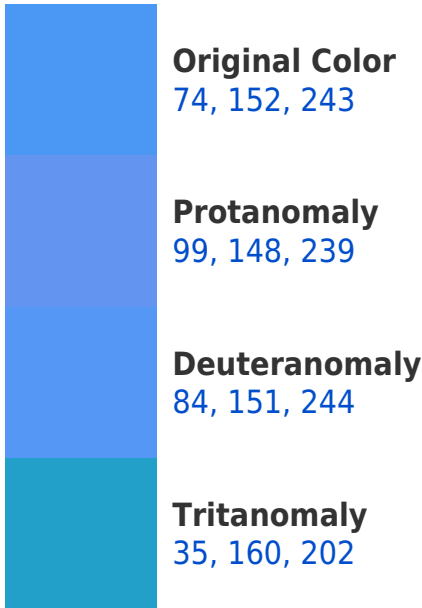 Original Color
74, 152, 243
Protanomaly
99, 148, 239
Deuteranomaly
84, 151, 244
Tritanomaly
35, 160, 202